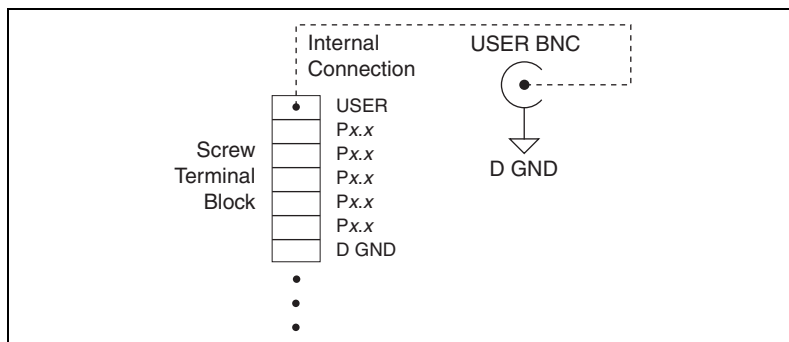 Internal
Connection
USER BNC
USER
Px.x
Px.x
Px.x
Px.x
Px.x
D GND
Screw
Terminal
Block
D GND